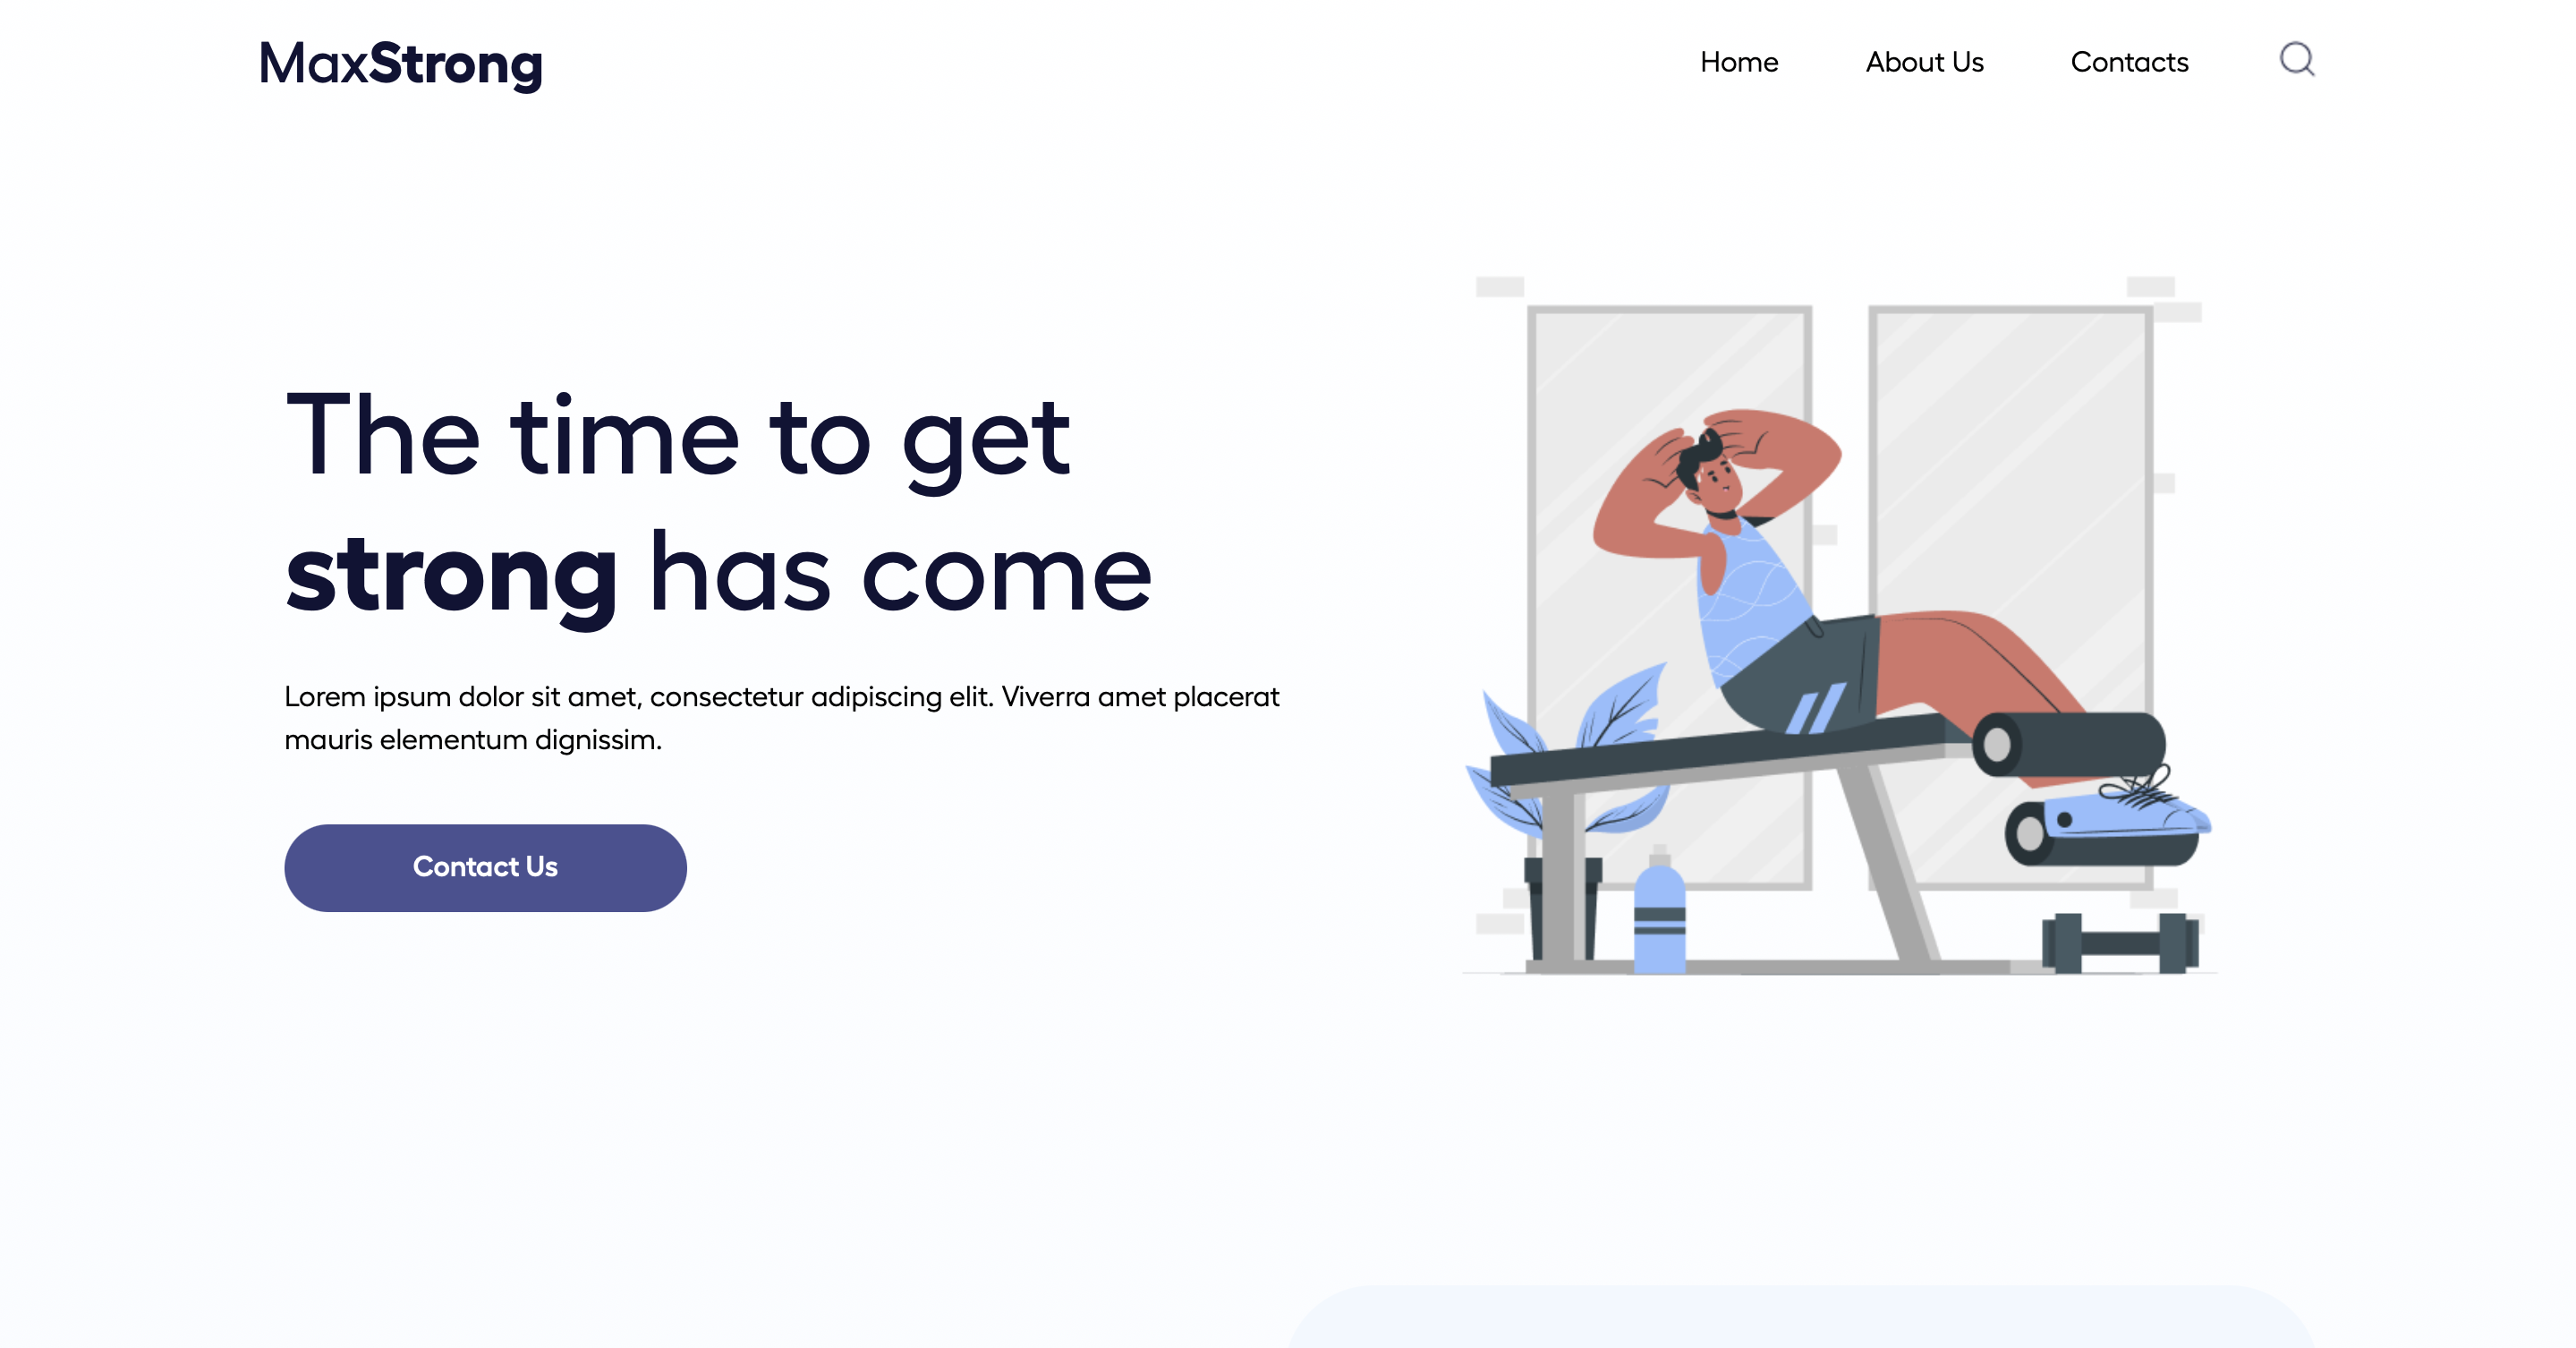 MaxStrong
Home
About Us
Contacts
The time to get
strong has come
Lorem ipsum dolor sit amet, consectetur adipiscing elit. Viverra amet placerat
mauris elementum dignissim.
Contact Us